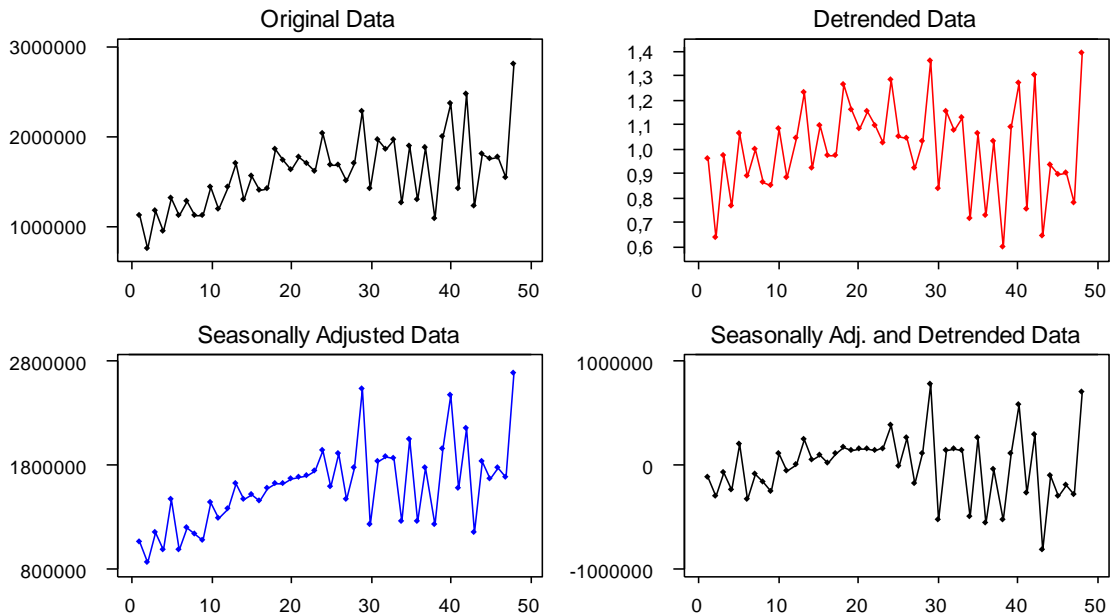 Original Data
3000000
2000000
1000000
0 10 20 30 40 50
Detrended Data
1,4
1,3
1,2
1,1
1,0
0,9
0,8
0,7
0,6
0 10 20 30 40 50
Seasonally Adjusted Data
2800000
1800000
800000
0 10 20 30 40 50
Seasonally Adj. and Detrended Data
1000000
0
-1000000
0 10 20 30 40 50